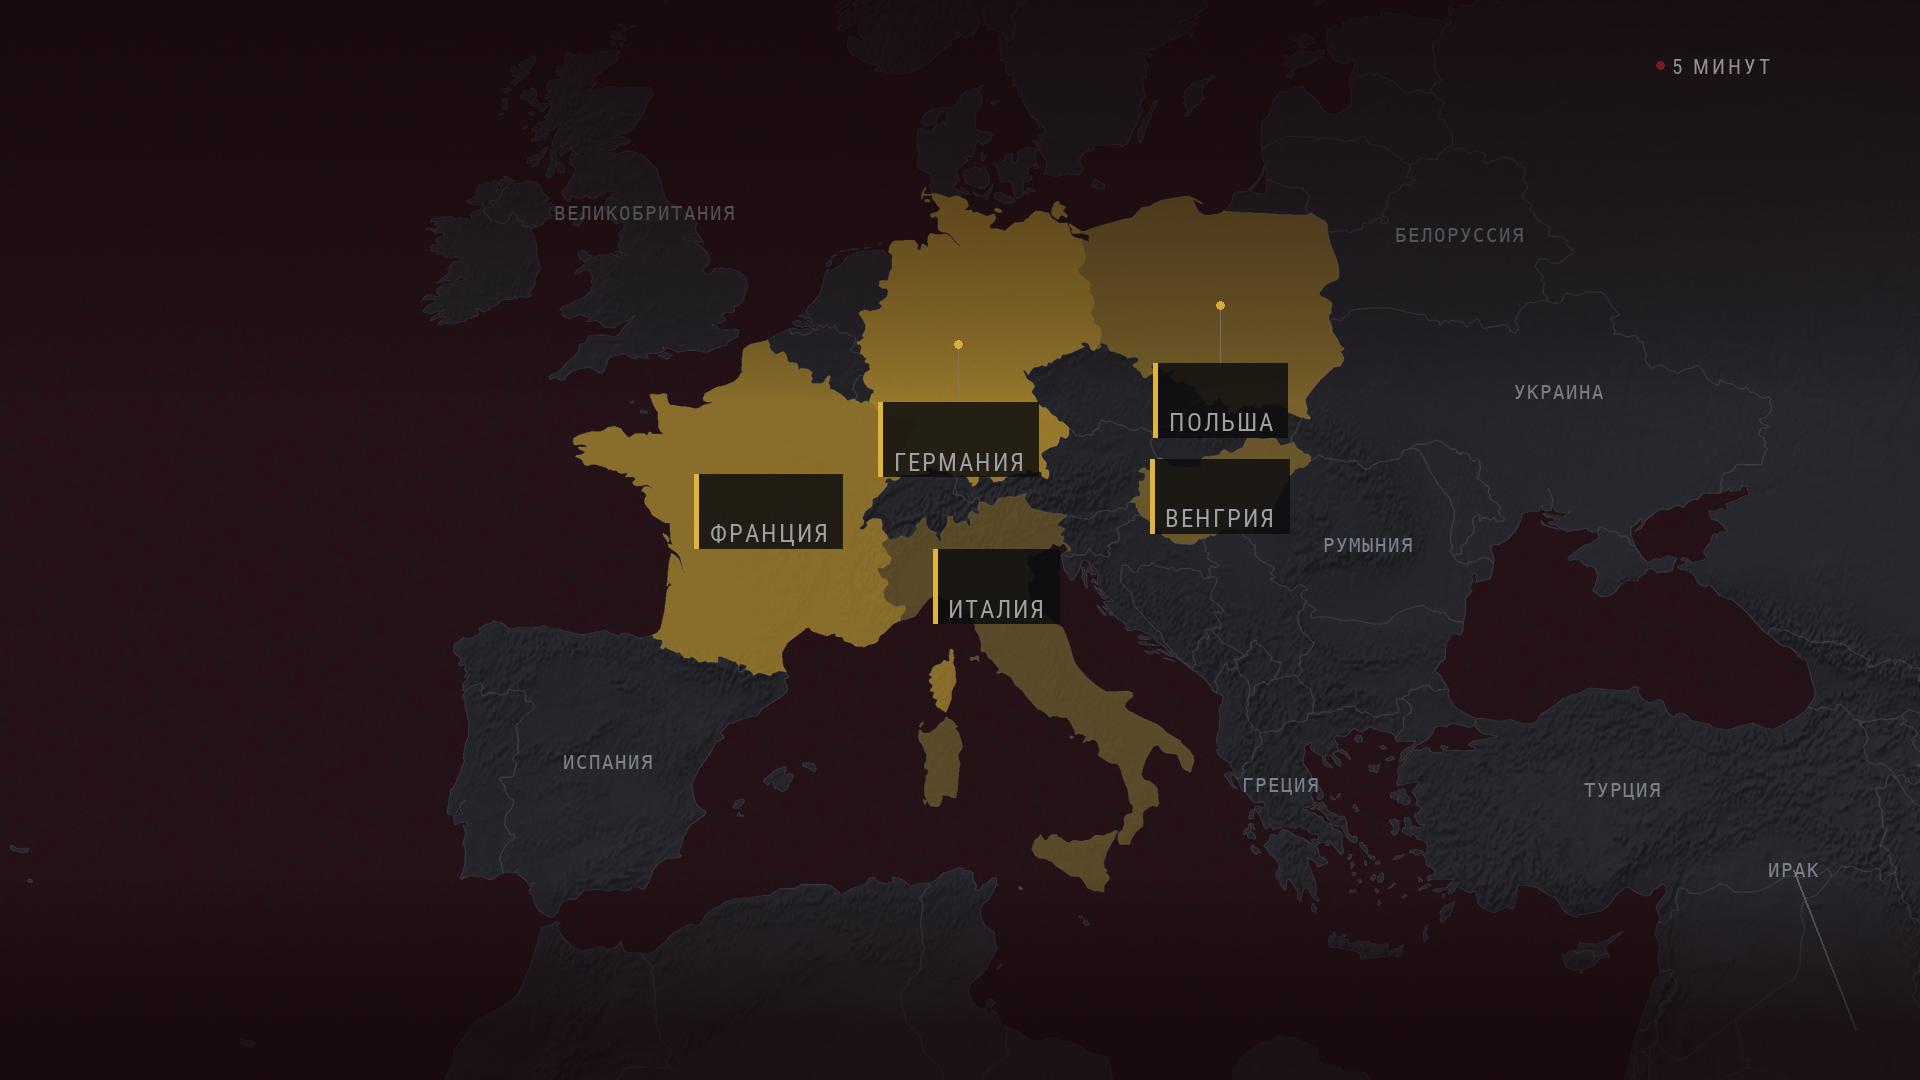 5 МИНУТ
ВЕЛИКОБРИТАНИЯ
БЕЛОРУССИЯ
УКРАИНА
ПОЛЬША
ГЕРМАНИЯ
ВЕНГРИЯ
ФРАНЦИЯ
РУМЫНИЯ
ИТАЛИЯ
ИСПАНИЯ
ГРЕЦИЯ
ТУРЦИЯ
ИРАК